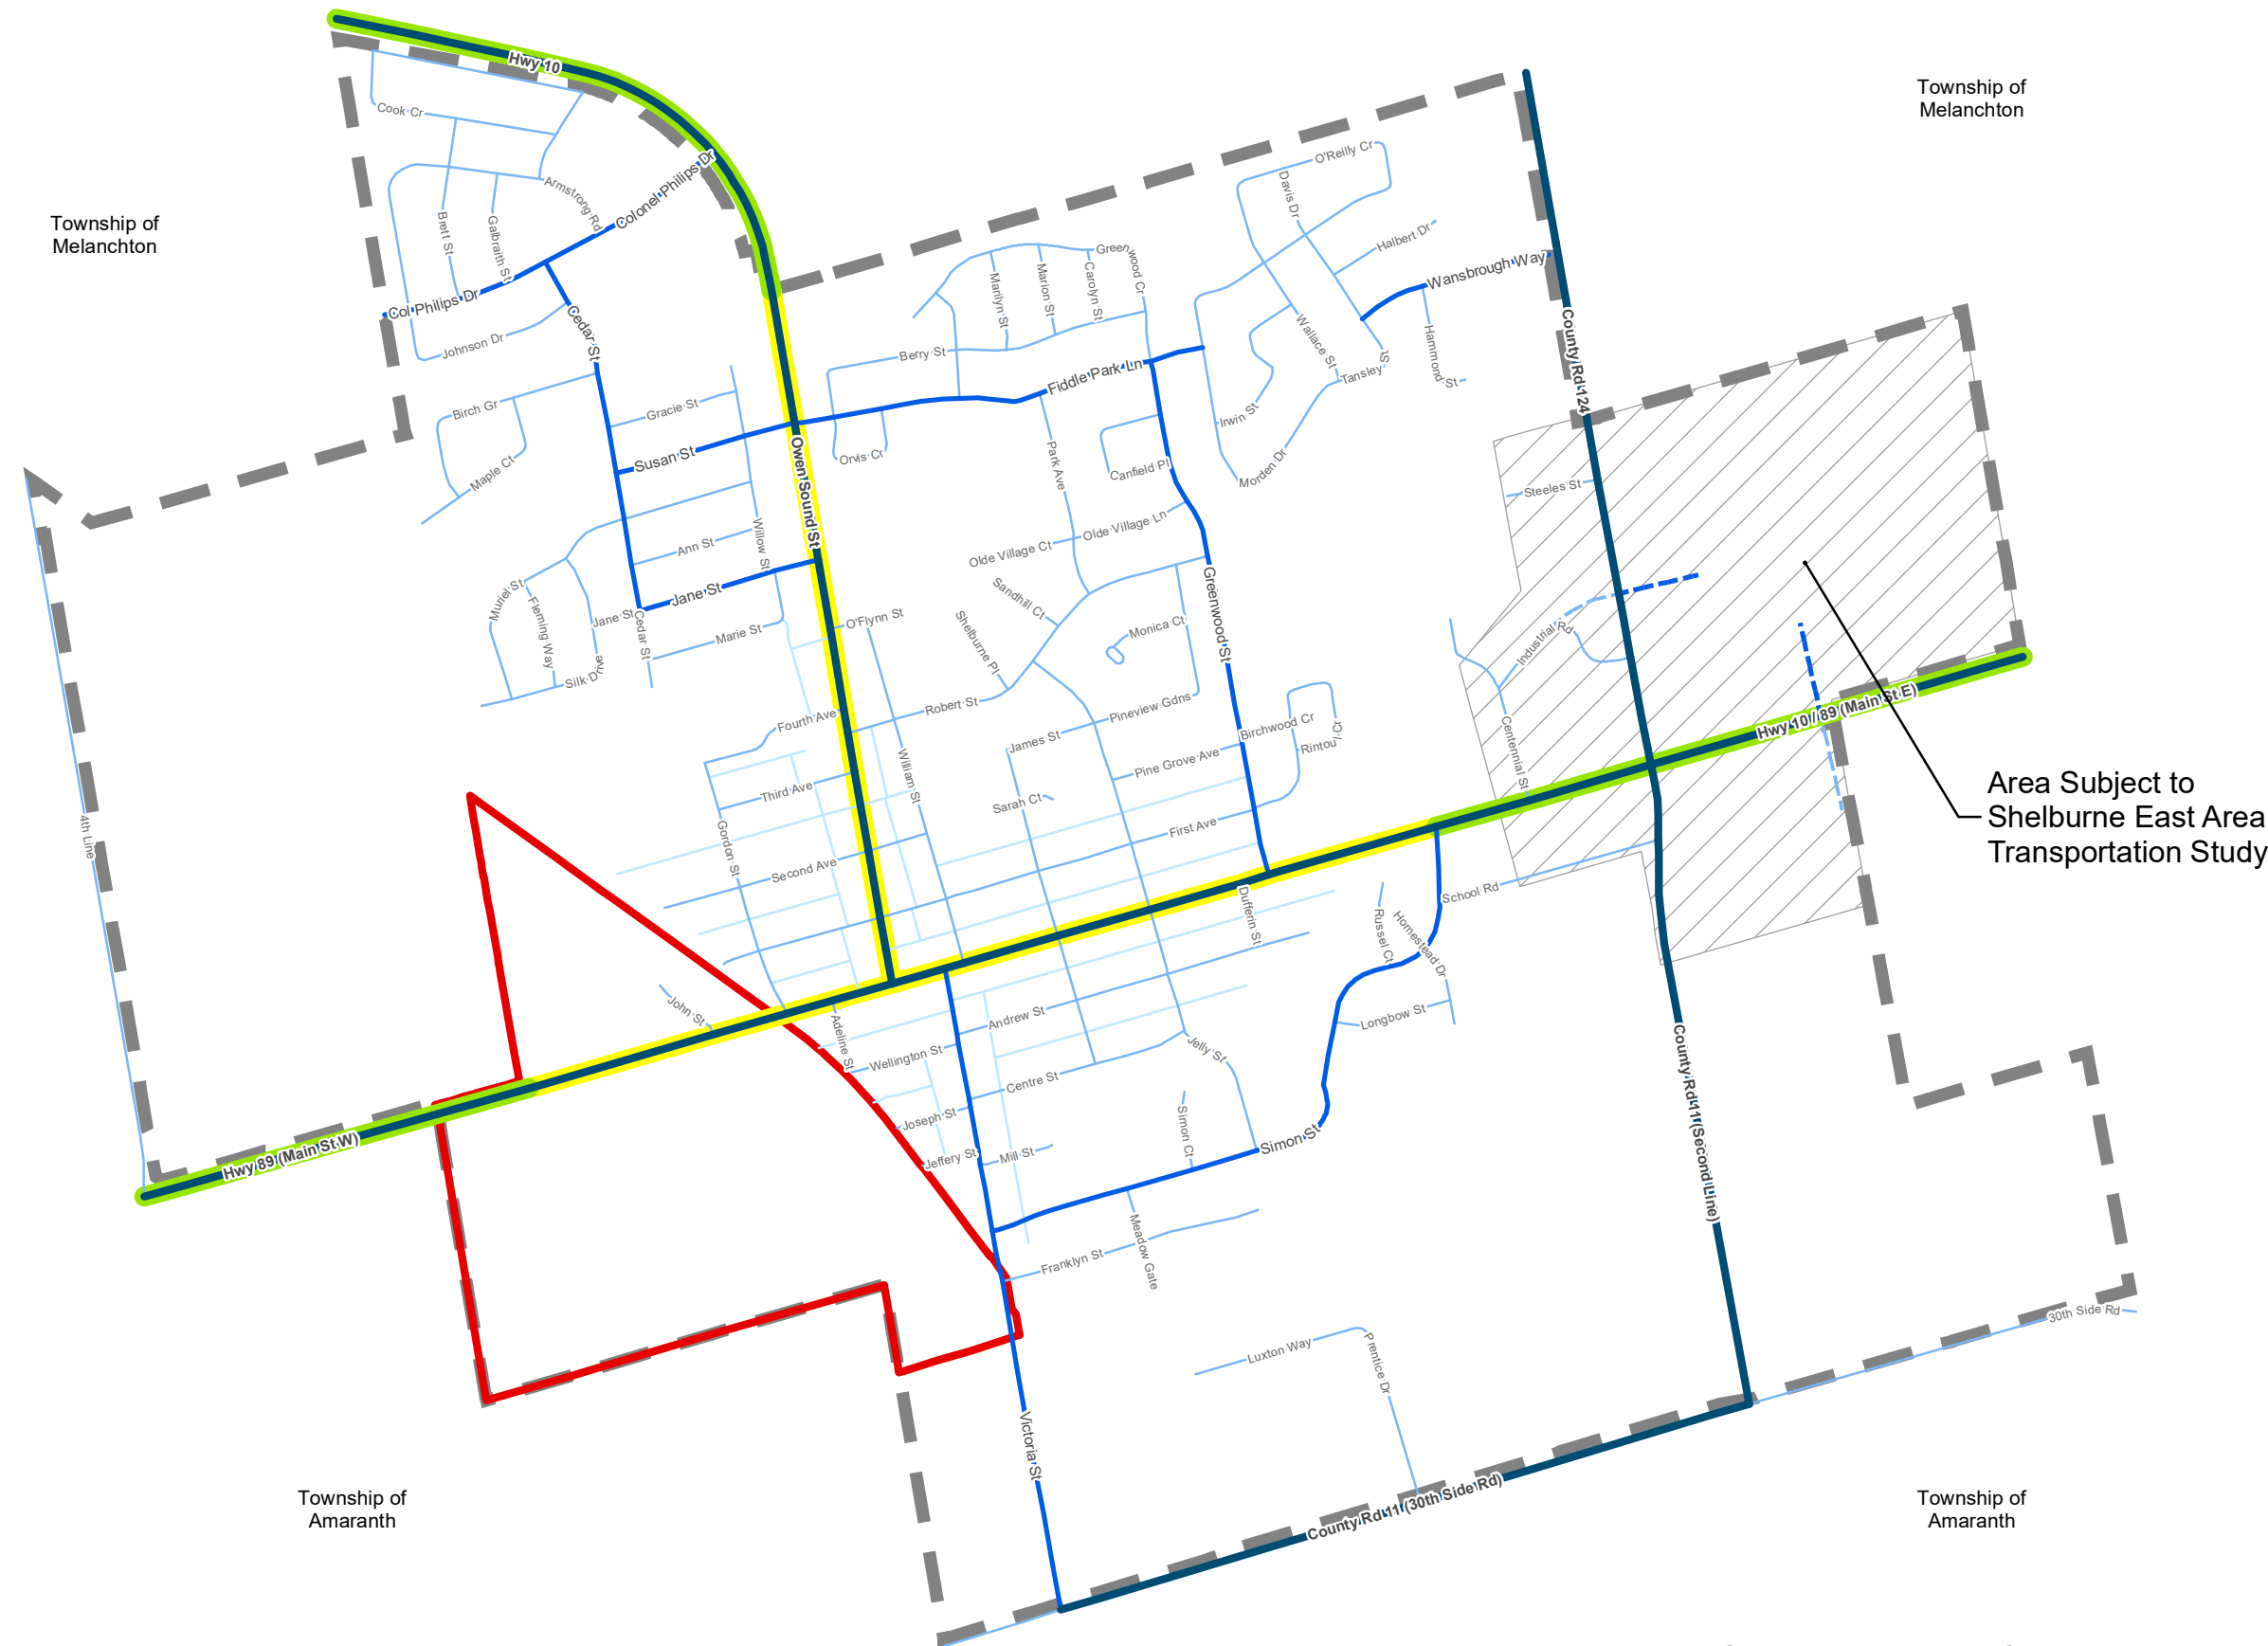 Hwy 10
Township of
Melanchton
Township of
Melanchton
Cook Cr
Armstrong Rd
Brett St
Galbraith St
Colonel Philips Dr
Col Philips Dr
Johnson Dr
Cedar St
Birch Gr
Maple Ct
Gracie St
Susan St
Ann St
Willow St
Jane St
Jane St
Cedar St
Marie St
Muriel St
Fleming Way
Silk Dr
Ave
Owen Sound St
O'Reilly Cr
Davis Dr
Halbert Dr
Wansbrough Way
Greenwood Cr
Marilyn St
Marion St
Carolyn St
Berry St
Fiddle Park Ln
Wallace St
Tansley St
Hammond St
Irwin St
Morden Dr
Orvis Cr
Park Ave
Canfield Pl
Olde Village Ct
Olde Village Ln
Sandhill Ct
Shelburne Pl
Monica Ct
Greenwood St
O'Flynn St
Robert St
Fourth Ave
Third Ave
William St
Gordon St
Second Ave
James St
Pineview Gdns
Pine Grove Ave
Birchwood Cr
Rintou
Sarah Ct
First Ave
County Rd 124
Steeles St
Industrial Rd
Centennial St
Hwy 10 / 89 (Main St E)
Area Subject to
Shelburne East Area
Transportation Study
4th Line
Dufferin St
School Rd
Russel Ct
Homestead Dr
Longbow St
John St
Adeline St
Wellington St
Andrew St
Jelly St
Centre St
Joseph St
Jeffery St
Mill St
Simon Ct
Simon St
Hwy 89 (Main St W)
Franklyn St
Meadow Gate
County Rd 11 (Second Line)
30th Side Rd
Luxton Way
Prentice Dr
Victoria St
County Rd 11 (30th Side Rd)
Township of
Amaranth
Township of
Amaranth